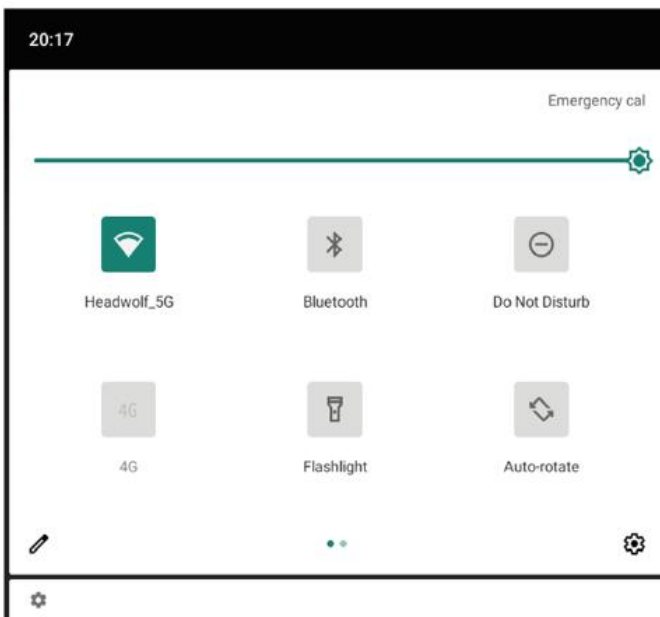 20:17
Emergency cal
Headwolf_5G
Bluetooth
Do Not Disturb
4G
4G
Flashlight
Auto-rotate